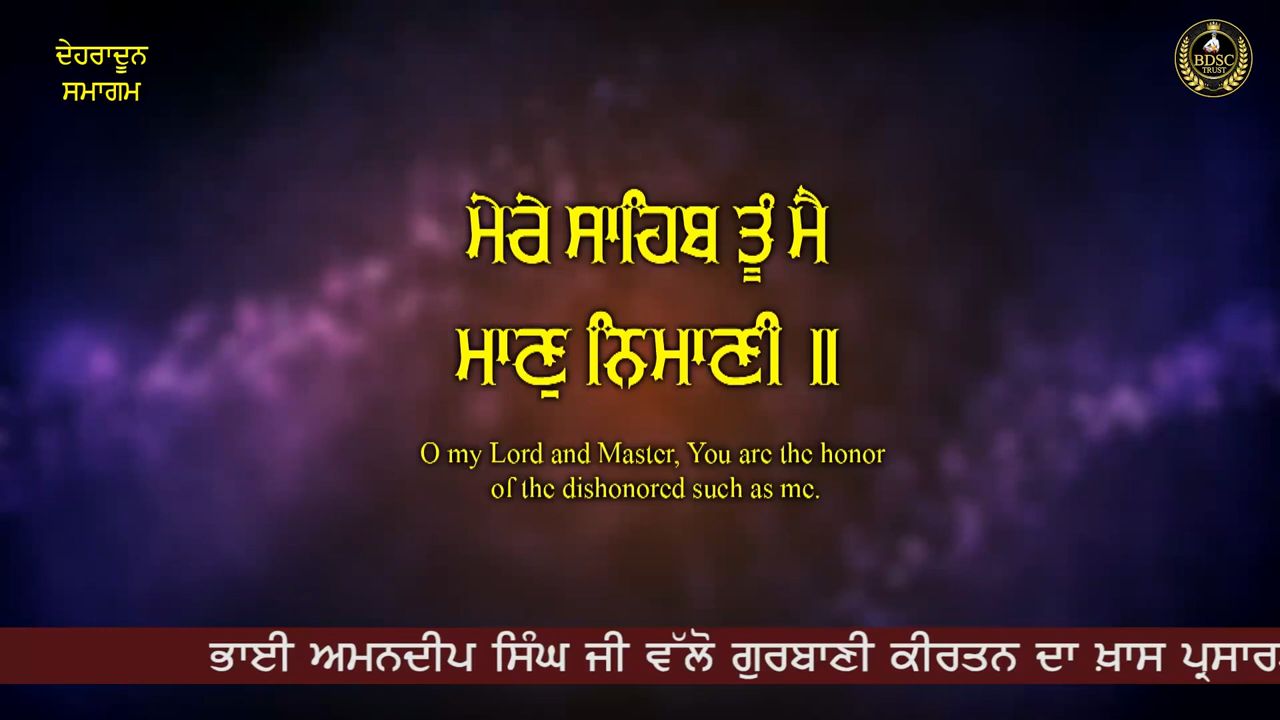 ਦੇਹਰਾਦੂਨ
ਸਮਾਗਮ
BDSC
TRUST
ਮੇਰੇ ਸਾਹਿਬ ਤੂੰ ਮੈ
ਮਾਣੁ ਨਿਮਾਣੀ ॥
O my Lord and Master, You are the honor
of the dishonored such as me.
ਭਾਈ ਅਮਨਦੀਪ ਸਿੰਘ ਜੀ ਵੱਲੋ ਗੁਰਬਾਣੀ ਕੀਰਤਨ ਦਾ ਖ਼ਾਸ ਪ੍ਰਸਾਰ